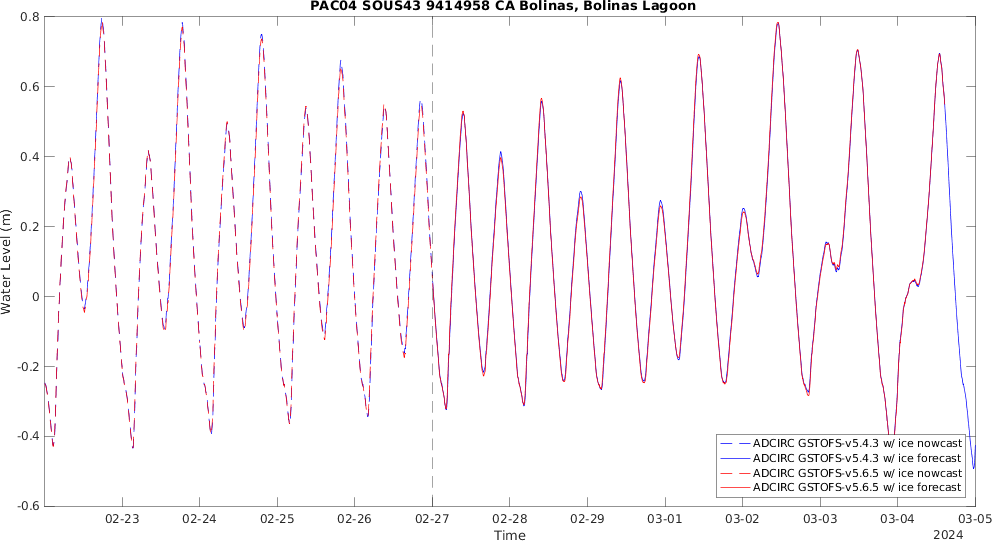 PAC04 SOUS43 9414958 CA Bolinas, Bolinas Lagoon
0.8
0.6
0.4
0.2
0
-0.2
-0.4
-0.6
Water Level (m)
ADCIRC GSTOFS-v5.4.3 w/ ice nowcast
ADCIRC GSTOFS-v5.4.3 w/ ice forecast
ADCIRC GSTOFS-v5.6.5 w/ ice nowcast
ADCIRC GSTOFS-v5.6.5 w/ ice forecast
02-23 02-24 02-25 02-26 02-27 02-28 02-29 03-01 03-02 03-03 03-04 03-05
Time
2024